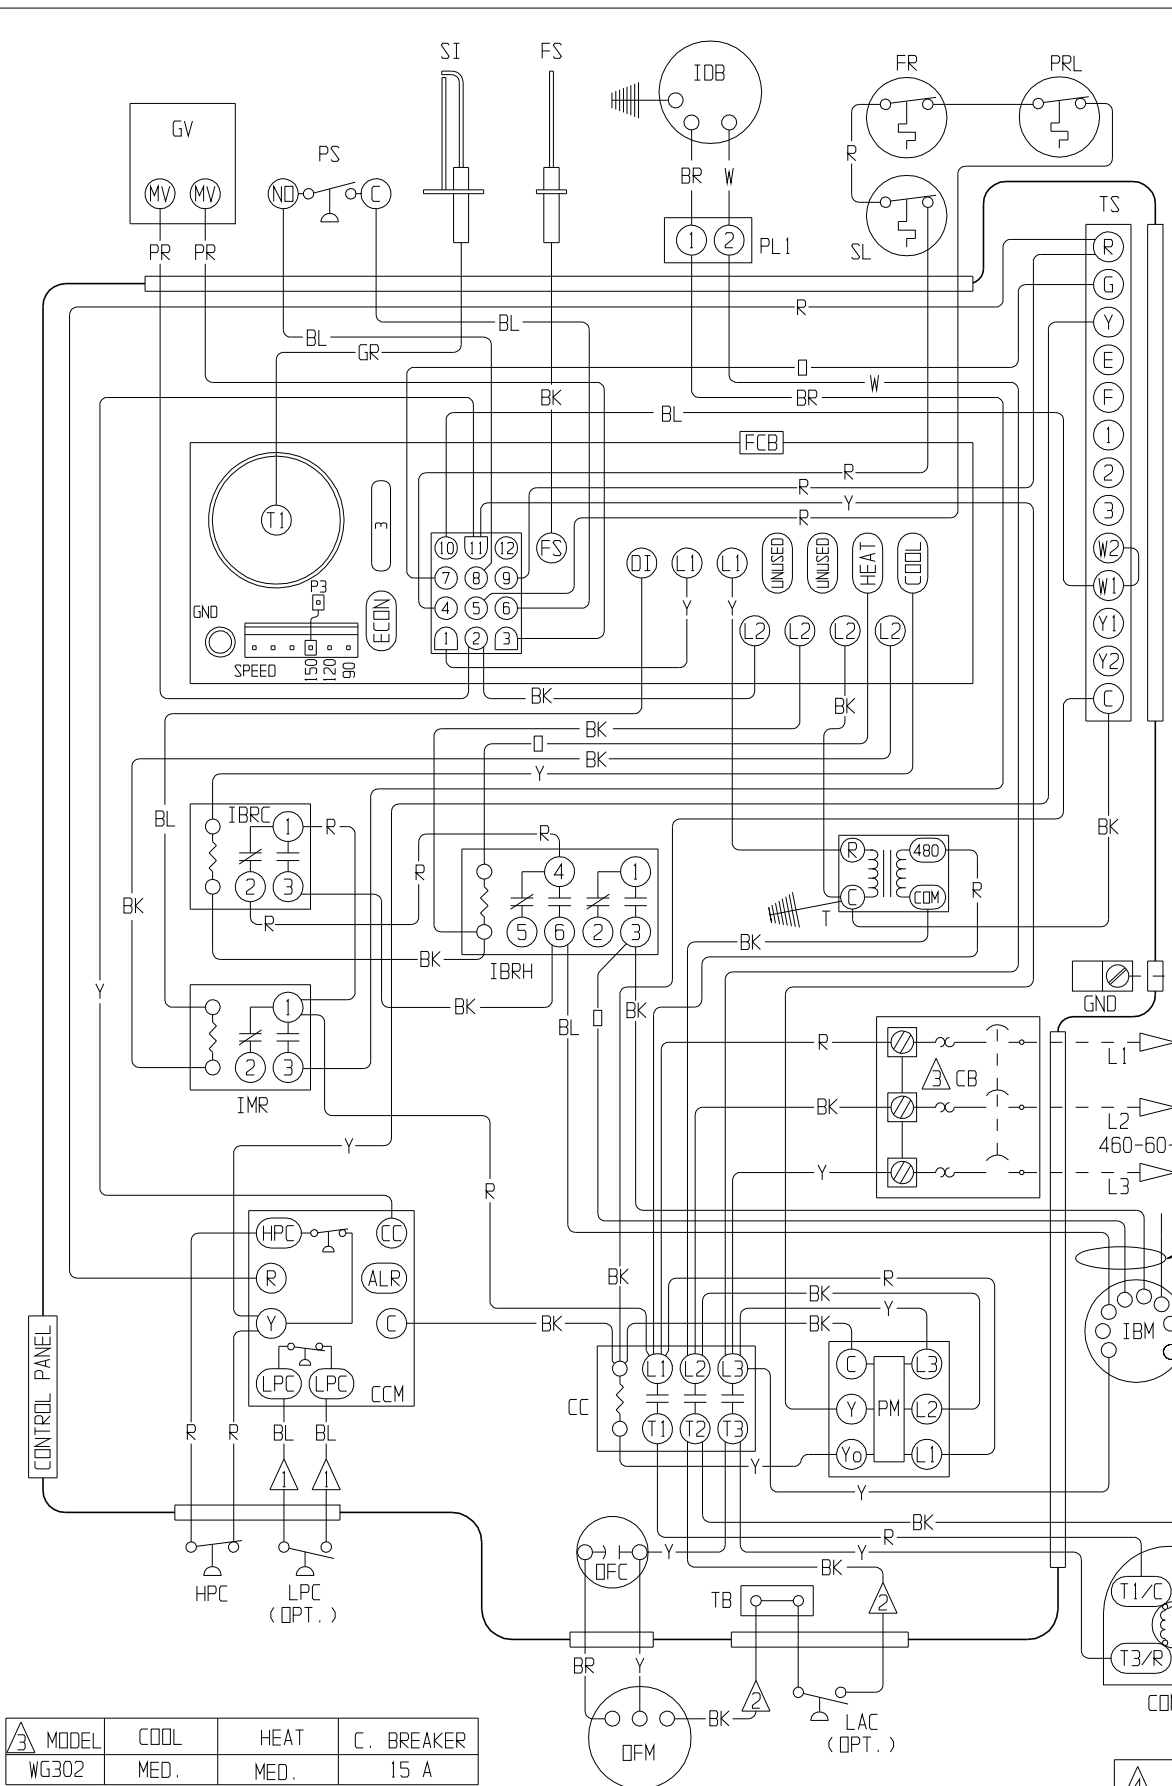 SI
FS
IDB
FR
PRL
GV
PS
MV
MV
NO
C
R
BR
W
TS
PR
PR
1
2
PL1
SL
R
G
Y
E
F
1
2
3
W2
W1
Y1
Y2
C
R
BL
BL
GR
O
W
BK
BR
BL
FCB
R
R
Y
R
T1
3
10
11
12
7
8
9
4
5
6
1
2
3
FS
DI
L1
L1
UNUSED
UNUSED
HEAT
COOL
P3
GND
ECON
Y
Y
L2
L2
L2
L2
SPEED
150
120
90
BK
BK
BK
O
BK
Y
IBRC
1
R
BL
2
3
R
R
R
BK
4
1
5
6
2
3
IBRH
R
480
C
COM
T
R
BK
BK
BK
BK
Y
BK
O
BK
BL
GND
1
2
3
IMR
R
3
CB
L1
BK
L2
460-60-
Y
L3
Y
R
HPC
CC
R
ALR
Y
C
LPC
LPC
CCM
BK
BK
R
BK
Y
BK
IBM
CONTROL PANEL
L1
L2
L3
CC
T1
T2
T3
C
L3
Y
PM
L2
Yo
L1
R
R
BL
BL
1
1
Y
Y
BK
R
Y
BK
HPC
LPC
(OPT.)
OFC
Y
TB
2
T1/C
T3/R
BR
Y
2
BK
LAC
(OPT.)
OFM
3 MODEL COOL HEAT C. BREAKER
WG302 MED. MED. 15 A